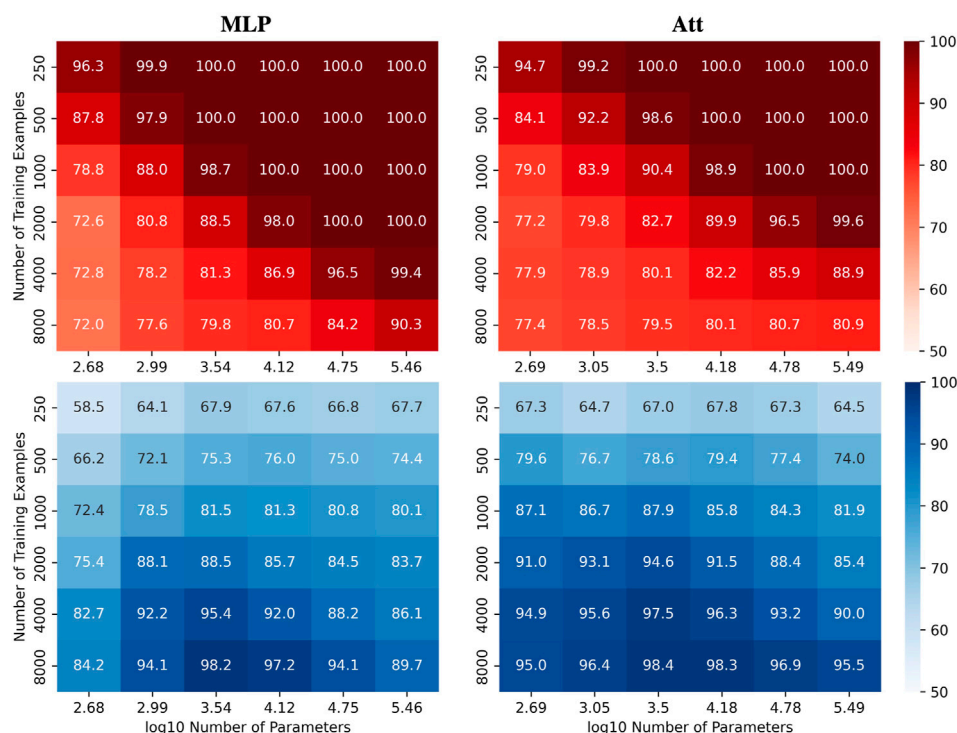 MLP
Att
Number of Training Examples
250 96.3 99.9 100.0 100.0 100.0 100.0
500 87.8 97.9 100.0 100.0 100.0 100.0
1000 78.8 88.0 98.7 100.0 100.0 100.0
2000 72.6 80.8 88.5 98.0 100.0 100.0
4000 72.8 78.2 81.3 86.9 96.5 99.4
8000 72.0 77.6 79.8 80.7 84.2 90.3
2.68 2.99 3.54 4.12 4.75 5.46
94.7 99.2 100.0 100.0 100.0 100.0
84.1 92.2 98.6 100.0 100.0 100.0
79.0 83.9 90.4 98.9 100.0 100.0
77.2 79.8 82.7 89.9 96.5 99.6
77.9 78.9 80.1 82.2 85.9 88.9
77.4 78.5 79.5 80.1 80.7 80.9
2.69 3.05 3.5 4.18 4.78 5.49
100
90
80
70
60
50
Number of Training Examples
250 58.5 64.1 67.9 67.6 66.8 67.7
500 66.2 72.1 75.3 76.0 75.0 74.4
1000 72.4 78.5 81.5 81.3 80.8 80.1
2000 75.4 88.1 88.5 85.7 84.5 83.7
4000 82.7 92.2 95.4 92.0 88.2 86.1
8000 84.2 94.1 98.2 97.2 94.1 89.7
2.68 2.99 3.54 4.12 4.75 5.46
log10 Number of Parameters
67.3 64.7 67.0 67.8 67.3 64.5
79.6 76.7 78.6 79.4 77.4 74.0
87.1 86.7 87.9 85.8 84.3 81.9
91.0 93.1 94.6 91.5 88.4 85.4
94.9 95.6 97.5 96.3 93.2 90.0
95.0 96.4 98.4 98.3 96.9 95.5
2.69 3.05 3.5 4.18 4.78 5.49
log10 Number of Parameters
100
90
80
70
60
50